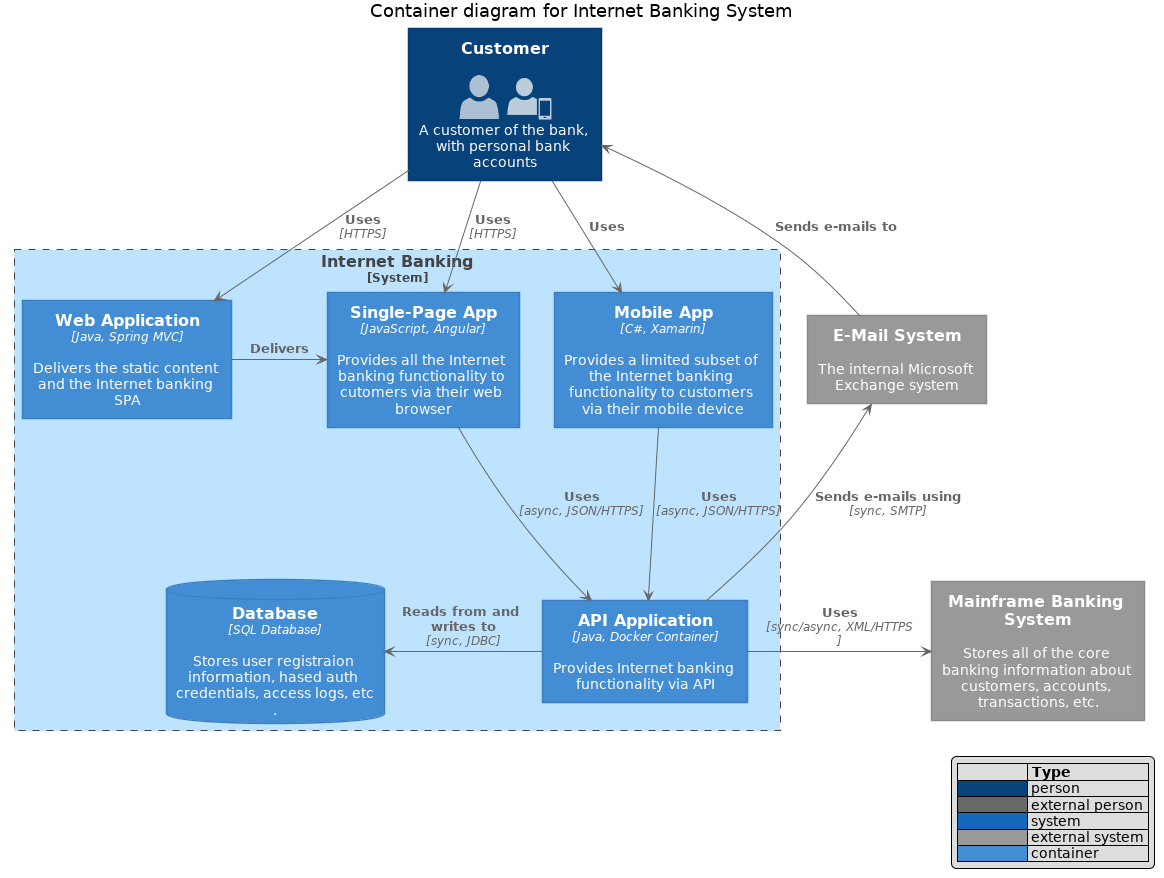 Container diagram for Internet Banking System
Customer
A customer of the bank,
with personal bank
accounts
Uses
[HTTPS]
Uses
[HTTPS]
Uses
Sends e-mails to
Internet Banking
[System]
Web Application
[Java, Spring MVC]
Delivers the static content
and the Internet banking
SPA
Delivers
Single-Page App
[JavaScript, Angular]
Provides all the Internet
banking functionality to
cutomers via their web
browser
Mobile App
[C#, Xamarin]
Provides a limited subset of
the Internet banking
functionality to customers
via their mobile device
E-Mail System
The internal Microsoft
Exchange system
Uses
[async, JSON/HTTPS]
Uses
[async, JSON/HTTPS]
Sends e-mails using
[sync, SMTP]
Database
[SQL Database]
Stores user registraion
information, hased auth
credentials, access logs, etc
.
Reads from and
writes to
[sync, JDBC]
API Application
[Java, Docker Container]
Provides Internet banking
functionality via API
Uses
[sync/async, XML/HTTPS
]
Mainframe Banking
System
Stores all of the core
banking information about
customers, accounts,
transactions, etc.
Type
person
external person
system
external system
container